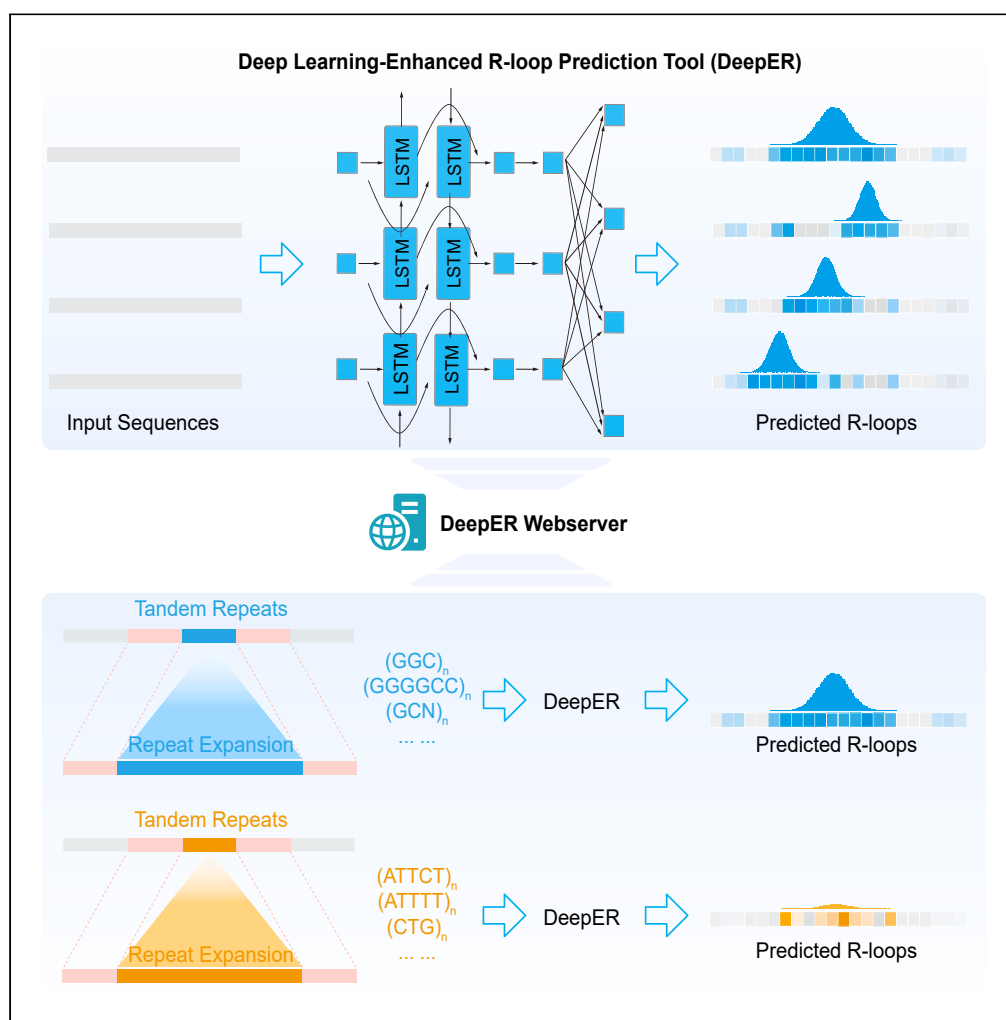 Deep Learning-Enhanced R-loop Prediction Tool (DeepER)
LSTM
LSTM
LSTM
LSTM
LSTM
LSTM
Input Sequences
Predicted R-loops
DeepER Webserver
Tandem Repeats
(GGC)n
(GGGGCC)n
(GCN)n
... ...
DeepER
Repeat Expansion
Predicted R-loops
Tandem Repeats
(ATTCT)n
(ATTTT)n
(CTG)n
... ...
DeepER
Repeat Expansion
Predicted R-loops